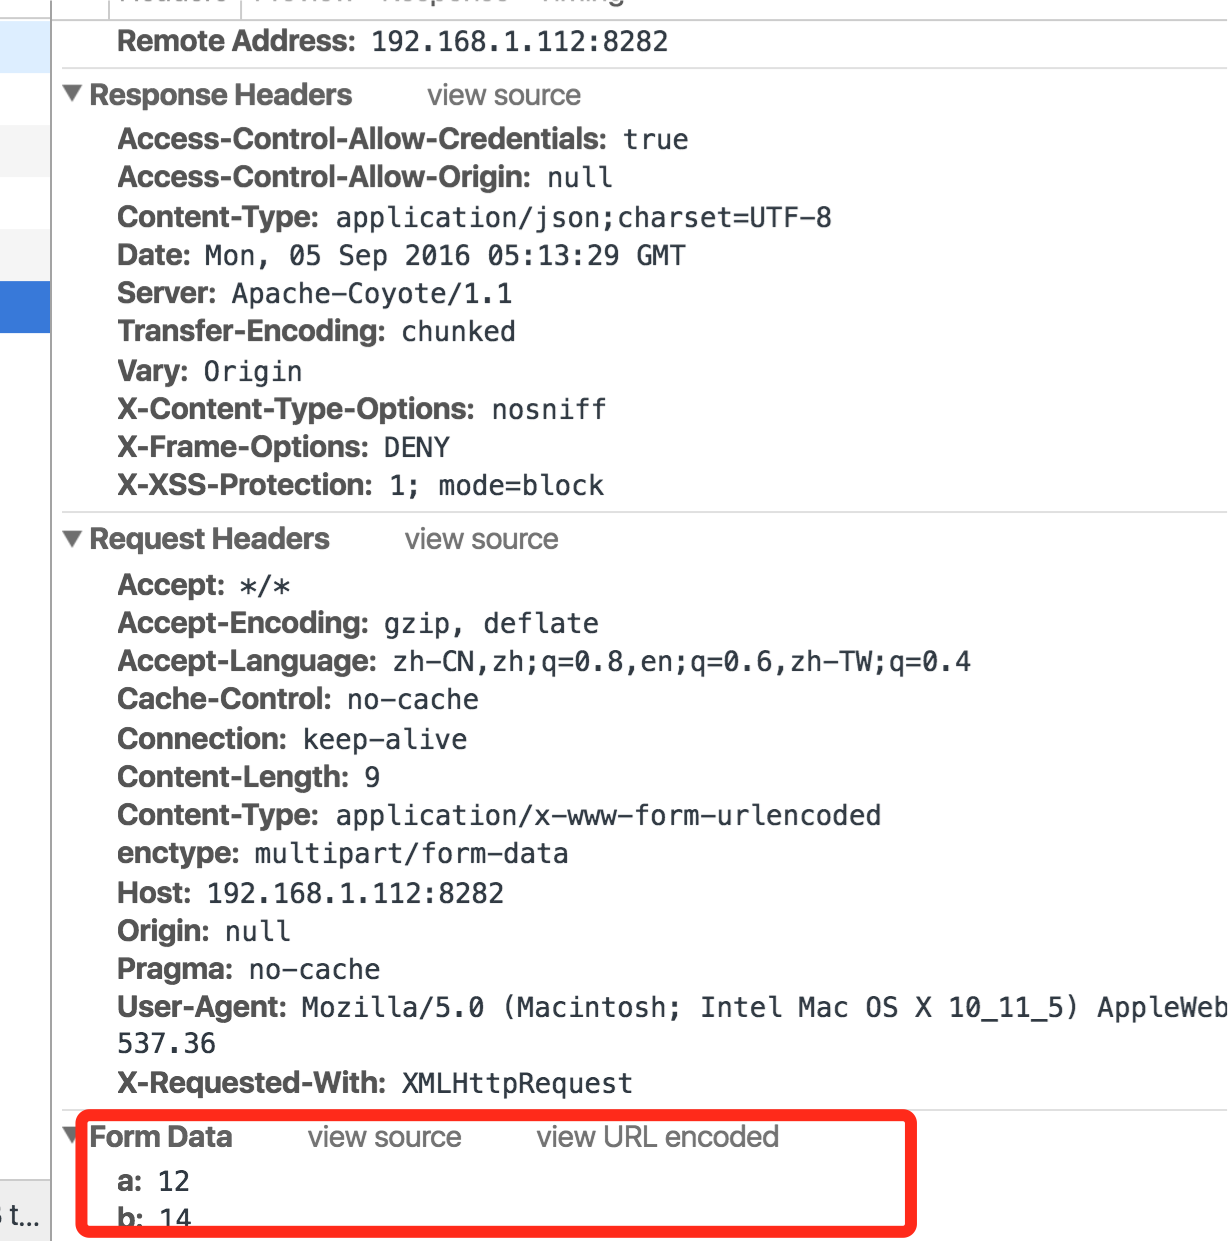 Remote Address: 192.168.1.112:8282
Response Headers view source
Access-Control-Allow-Credentials: true
Access-Control-Allow-Origin: null
Content-Type: application/json;charset=UTF-8
Date: Mon, 05 Sep 2016 05:13:29 GMT
Server: Apache-Coyote/1.1
Transfer-Encoding: chunked
Vary: Origin
X-Content-Type-Options: nosniff
X-Frame-Options: DENY
X-XSS-Protection: 1; mode=block
Request Headers view source
Accept: */*
Accept-Encoding: gzip, deflate
Accept-Language: zh-CN,zh;q=0.8,en;q=0.6,zh-TW;q=0.4
Cache-Control: no-cache
Connection: keep-alive
Content-Length: 9
Content-Type: application/x-www-form-urlencoded
enctype: multipart/form-data
Host: 192.168.1.112:8282
Origin: null
Pragma: no-cache
User-Agent: Mozilla/5.0 (Macintosh; Intel Mac OS X 10_11_5) AppleWeb
537.36
X-Requested-With: XMLHttpRequest
Form Data view source view URL encoded
a: 12
b: 14
t...